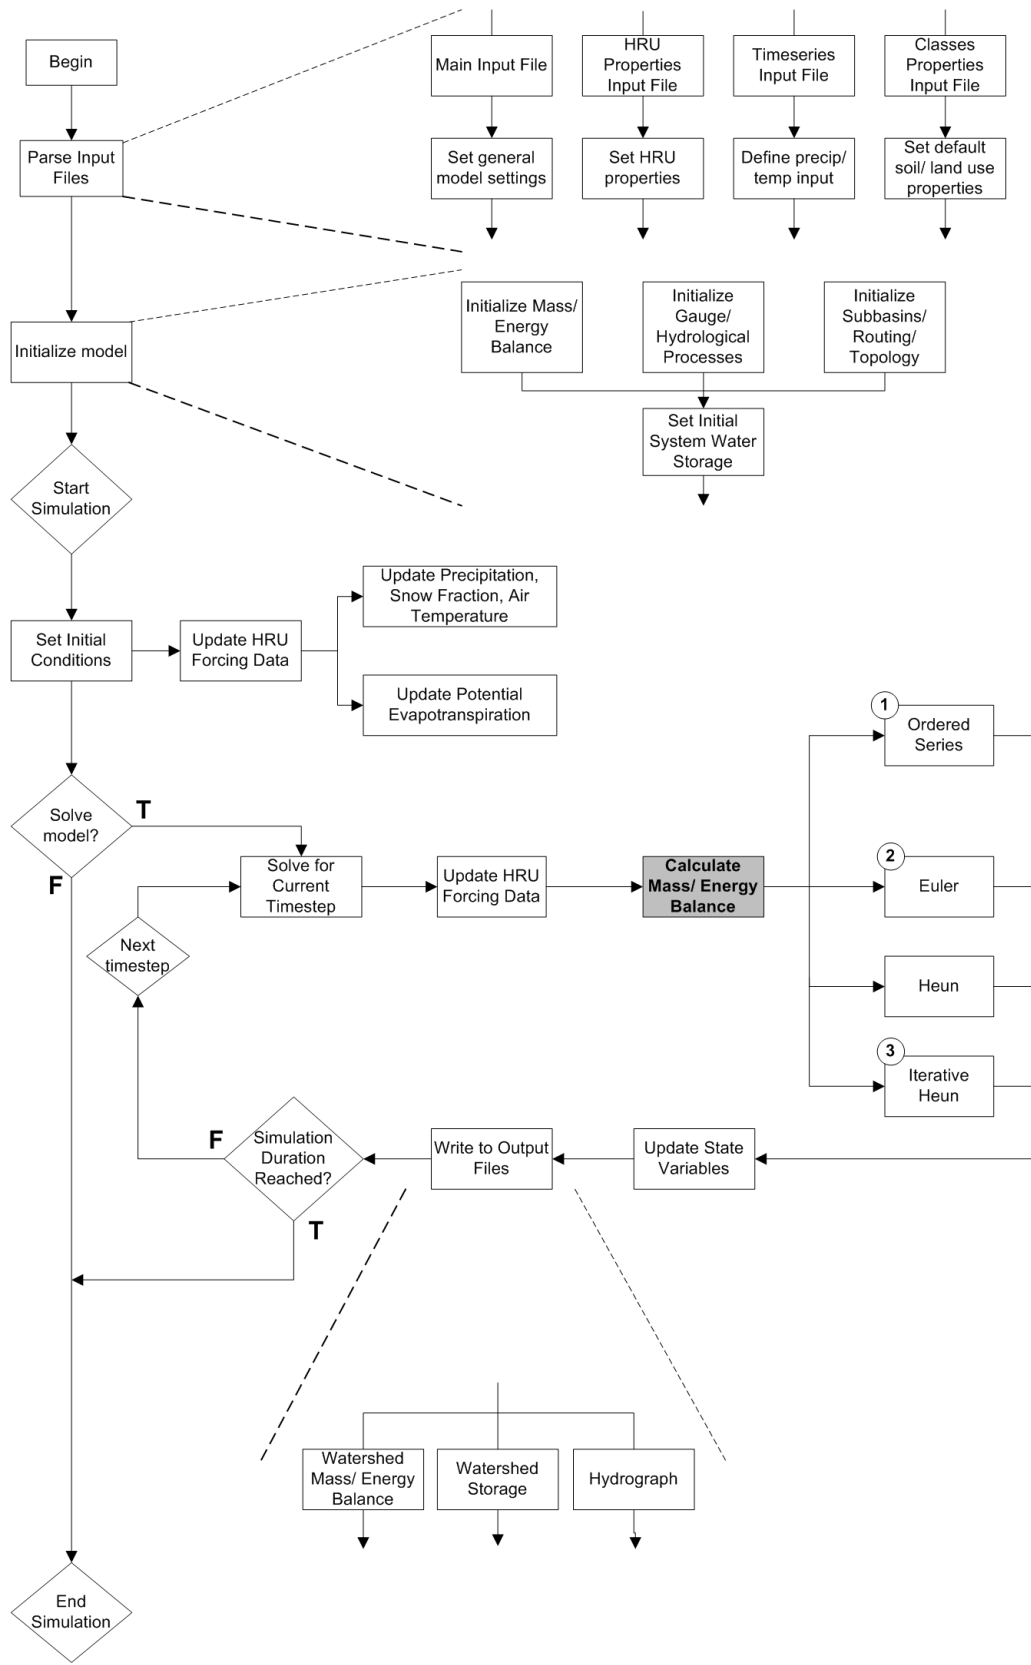 Begin
Parse Input
Files
Main Input File
HRU
Properties
Input File
Timeseries
Input File
Classes
Properties
Input File
Set general
model settings
Set HRU
properties
Define precip/
temp input
Set default
soil/ land use
properties
Initialize model
Initialize Mass/
Energy
Balance
Initialize
Gauge/
Hydrological
Processes
Initialize
Subbasins/
Routing/
Topology
Set Initial
System Water
Storage
Start
Simulation
Set Initial
Conditions
Update HRU
Forcing Data
Update Precipitation,
Snow Fraction, Air
Temperature
Update Potential
Evapotranspiration
Solve
model?
T
F
Solve for
Current
Timestep
Update HRU
Forcing Data
Calculate
Mass/ Energy
Balance
1
Ordered
Series
2
Euler
Heun
3
Iterative
Heun
Next
timestep
F
Simulation
Duration
Reached?
T
Write to Output
Files
Update State
Variables
Watershed
Mass/ Energy
Balance
Watershed
Storage
Hydrograph
End
Simulation